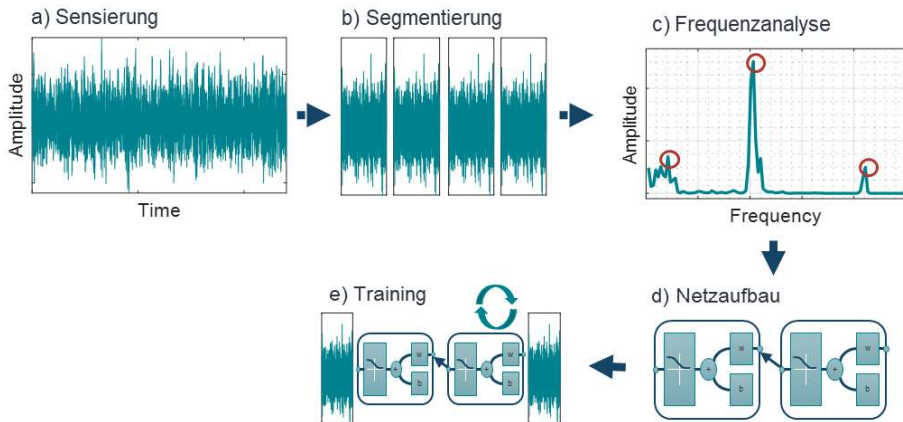 a) Sensierung
b) Segmentierung
c) Frequenzanalyse
Amplitude
Time
Amplitude
Frequency
d) Netzaufbau
e) Training
w
+
b
w
+
b
w
+
b
w
+
b